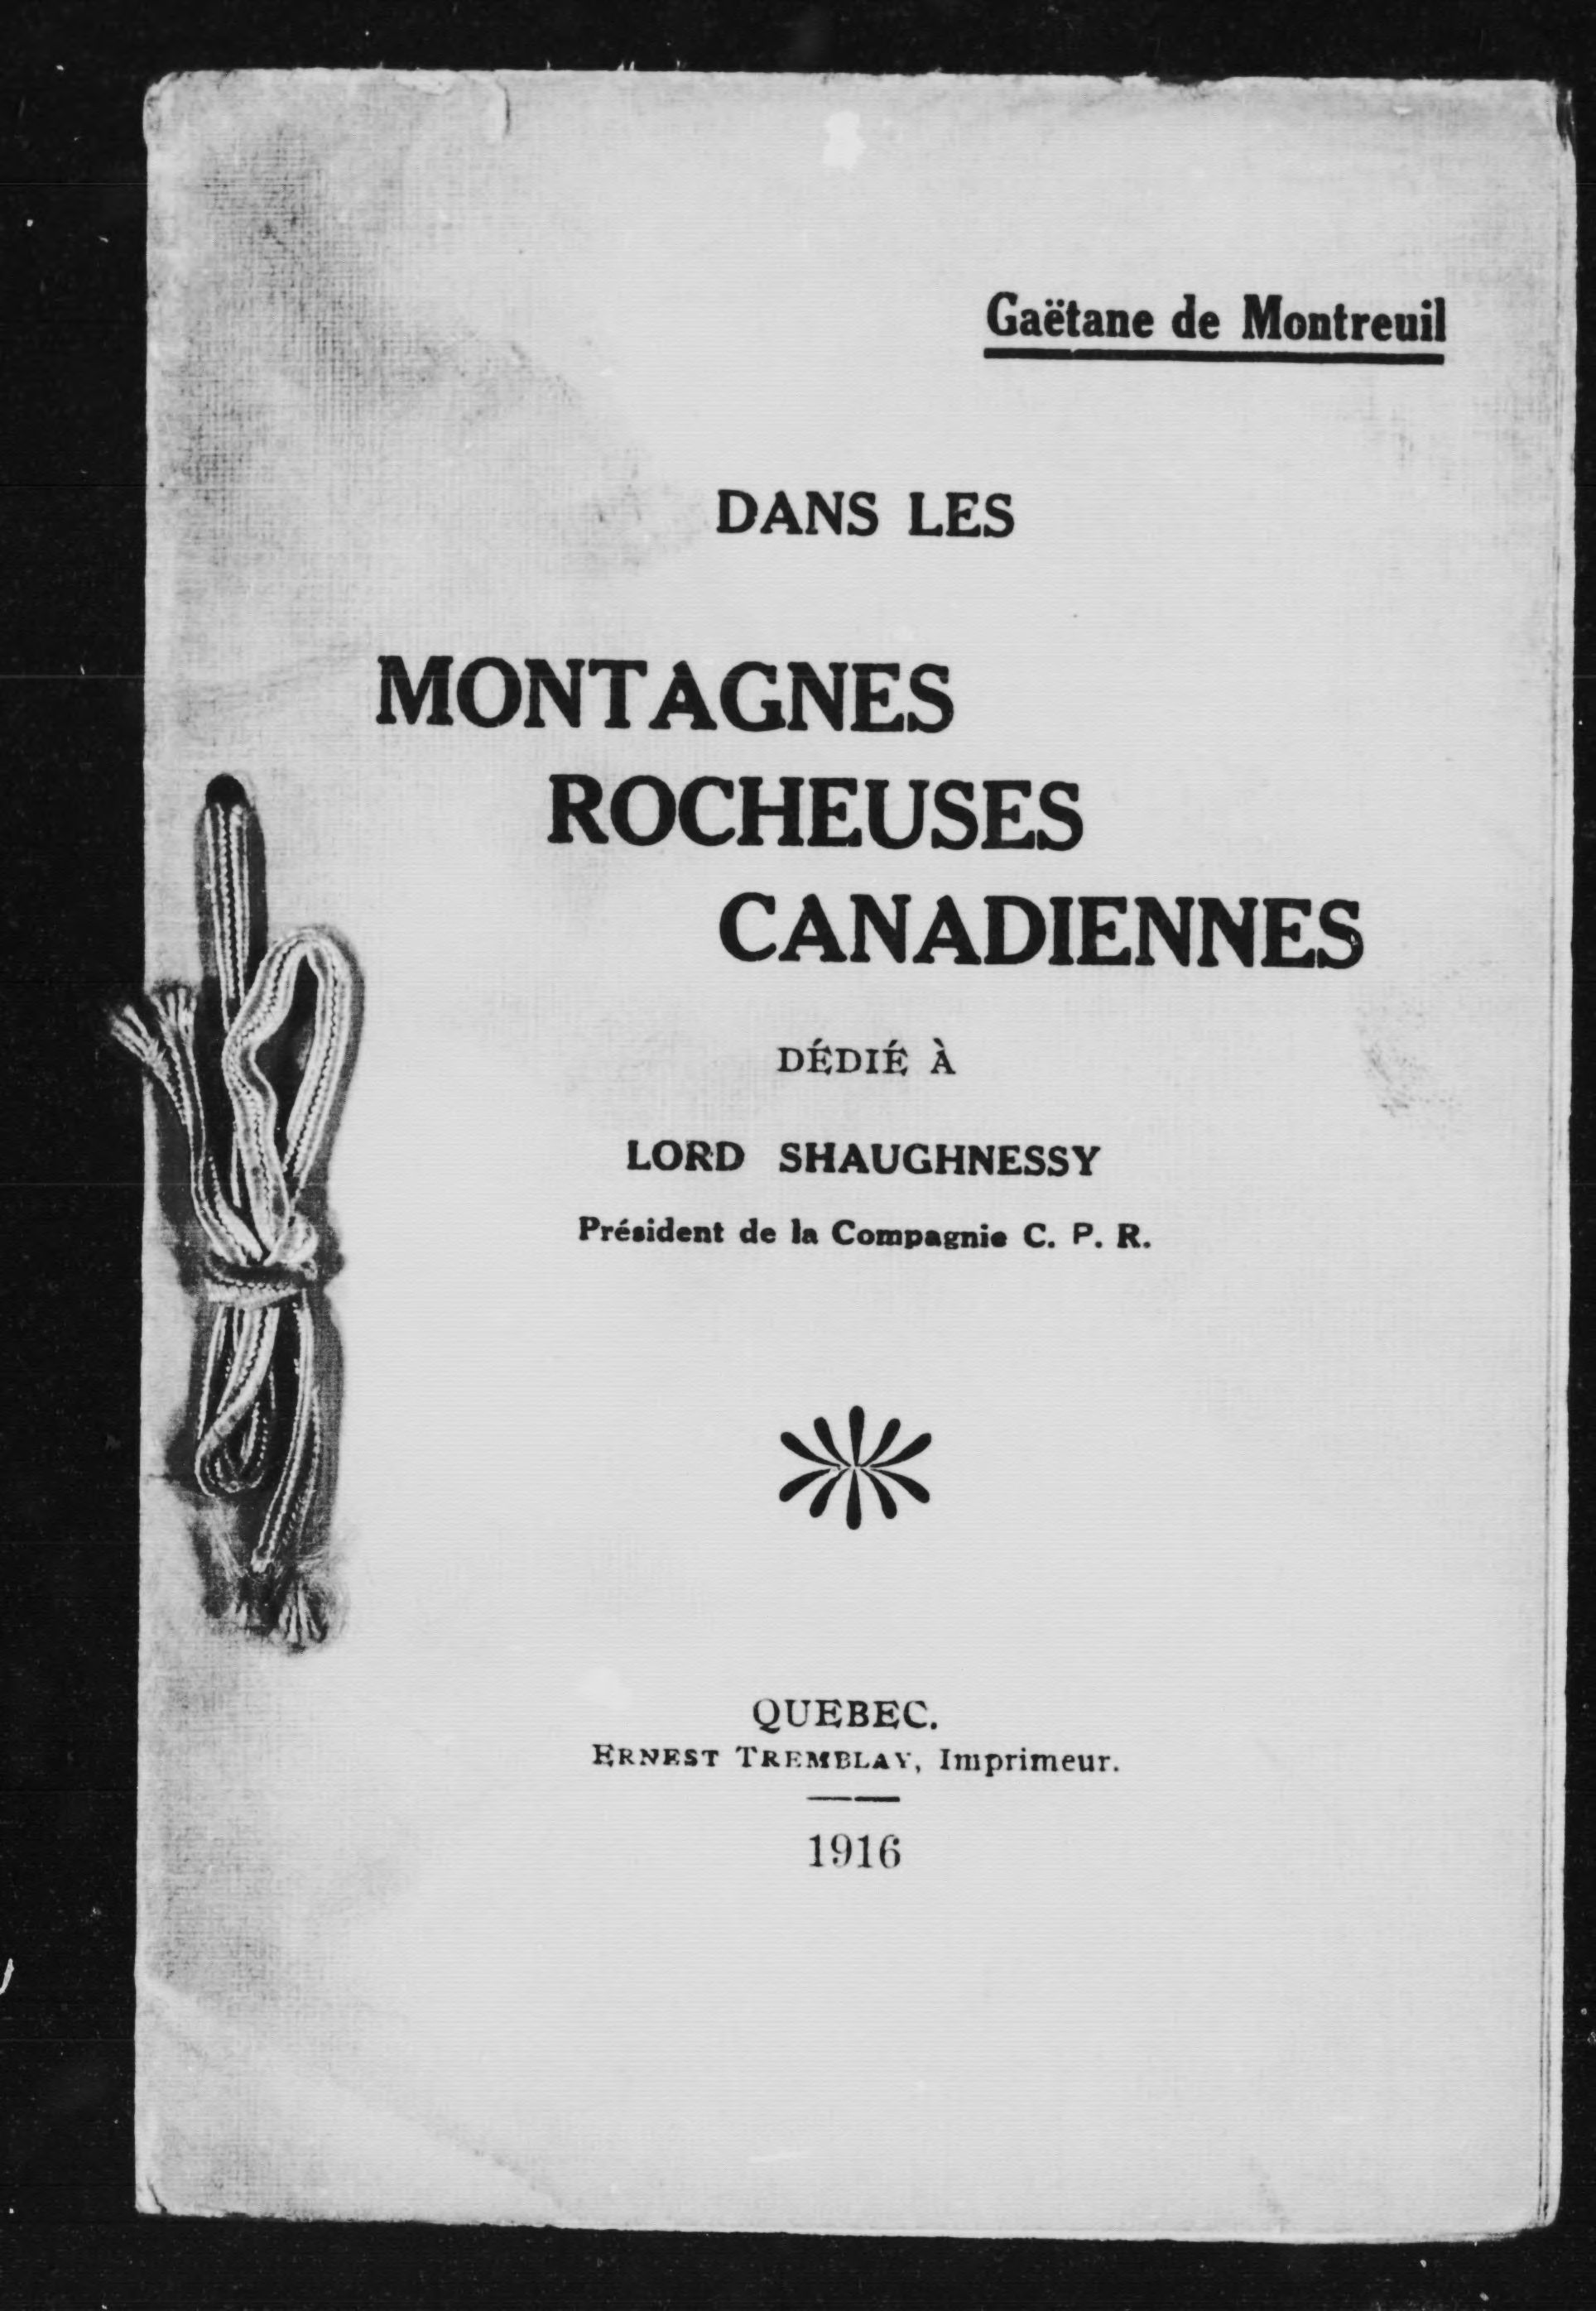 Gaëtane de Montreuil
DANS LES
MONTAGNES
ROCHEUSES
CANADIENNES
DÉDIÉ À
LORD SHAUGHNESSY
Président de la Compagnie C. P. R.
QUEBEC.
ERNEST TREMBLAY, Imprimeur.
1916